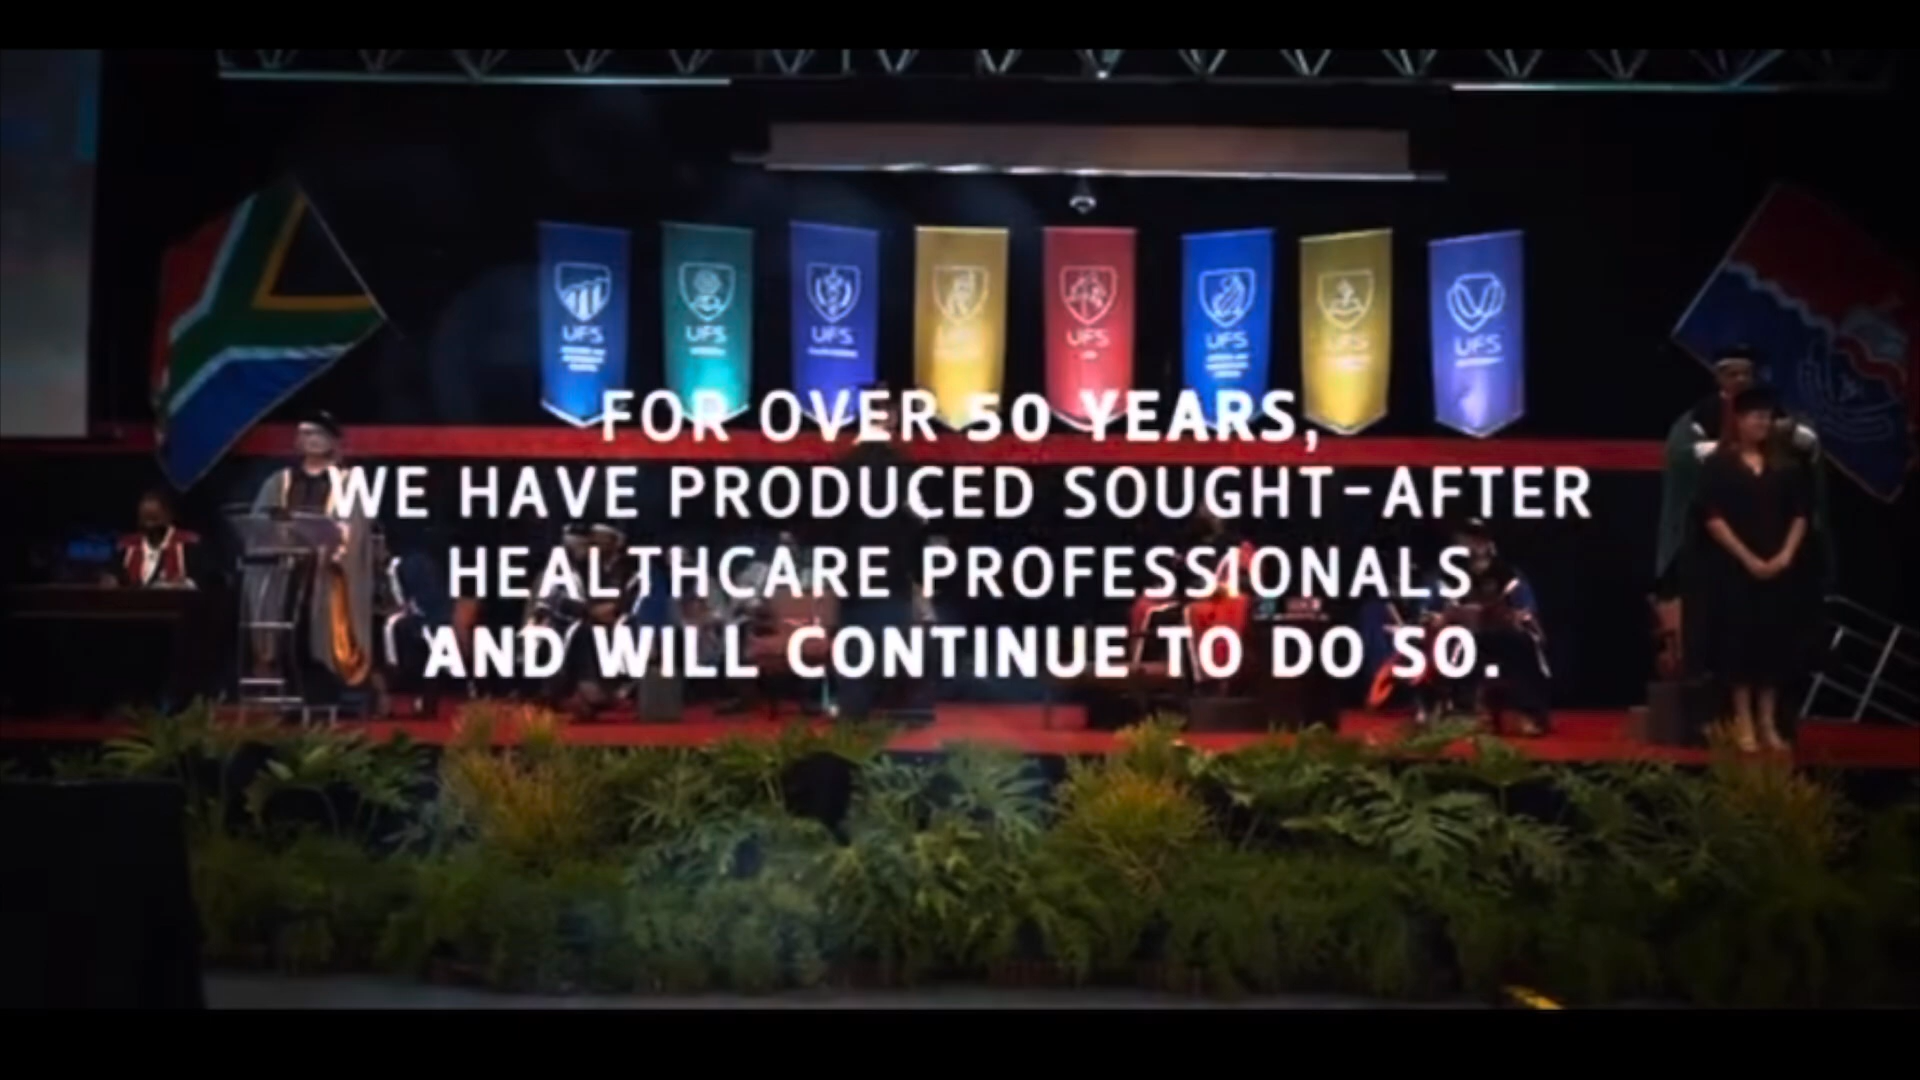 UFS UFS UFS UFS UFS UFS UFS UFS
FOR OVER 50 YEARS,
WE HAVE PRODUCED SOUGHT-AFTER
HEALTHCARE PROFESSIONALS
AND WILL CONTINUE TO DO SO.